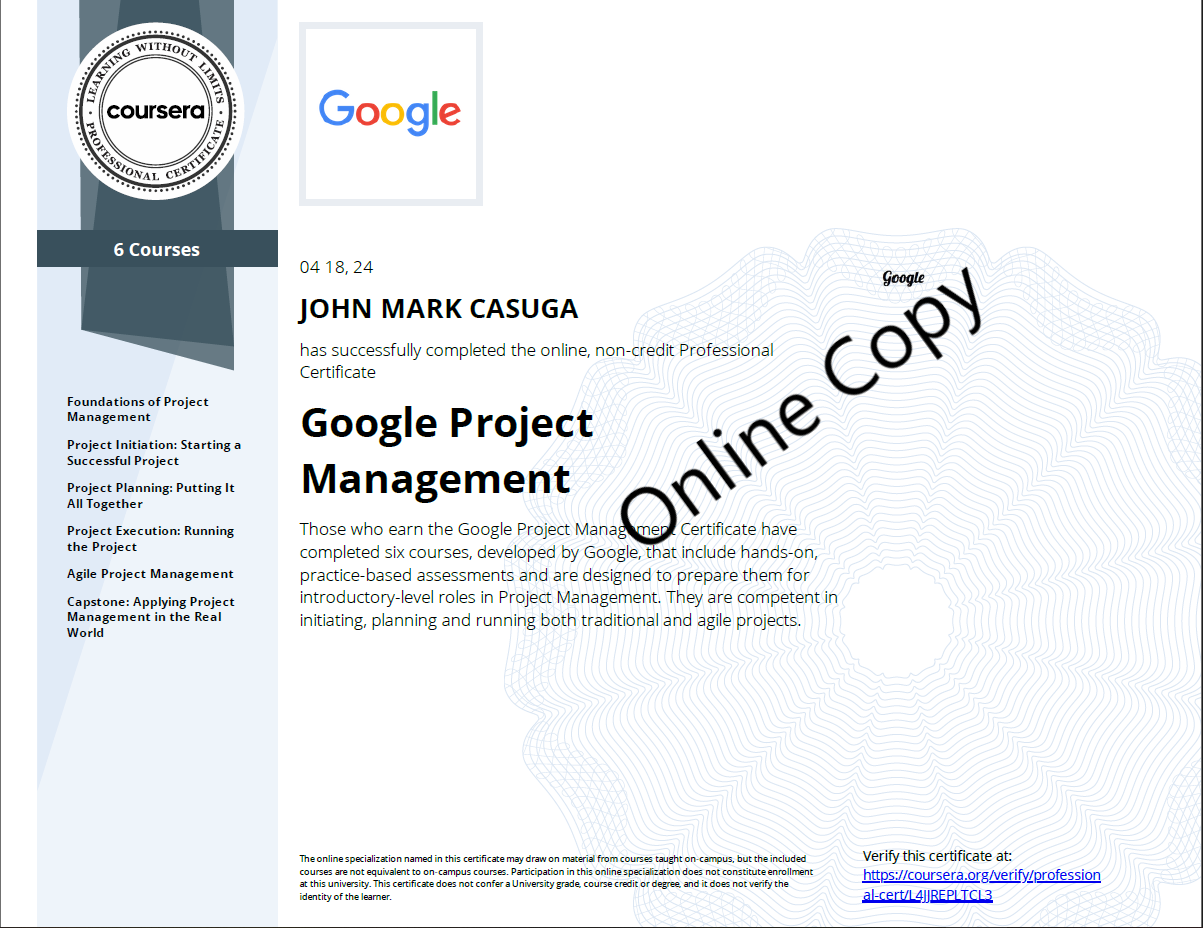 LEARNING WITHOUT LIMITS
coursera
PROFESSIONAL CERTIFICATE
6 Courses
Foundations of Project
Management
Project Initiation: Starting a
Successful Project
Project Planning: Putting It
All Together
Project Execution: Running
the Project
Agile Project Management
Capstone: Applying Project
Management in the Real
World
Google
04 18, 24
JOHN MARK CASUGA
has successfully completed the online, non-credit Professional
Certificate
Google Project
Management
Those who earn the Google Project Management Certificate have
completed six courses, developed by Google, that include hands-on,
practice-based assessments and are designed to prepare them for
introductory-level roles in Project Management. They are competent in
initiating, planning and running both traditional and agile projects.
Google
Online Copy
The online specialization named in this certificate may draw on material from courses taught on-campus, but the included
courses are not equivalent to on-campus courses. Participation in this online specialization does not constitute enrollment
at this university. This certificate does not confer a University grade, course credit or degree, and it does not verify the
identity of the learner.
Verify this certificate at:
https://coursera.org/verify/profession
al-cert/L4JJREPLTCL3